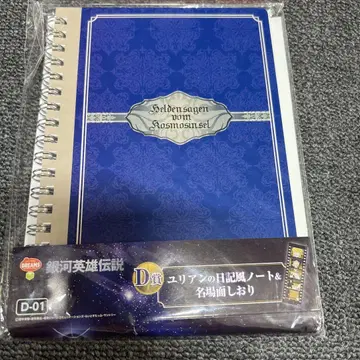 Heldensagen
vom
Kosmosinsel
DREAMS
銀河英雄伝説
D賞
ユリアンの日記風ノート&
名場面しおり
D-01